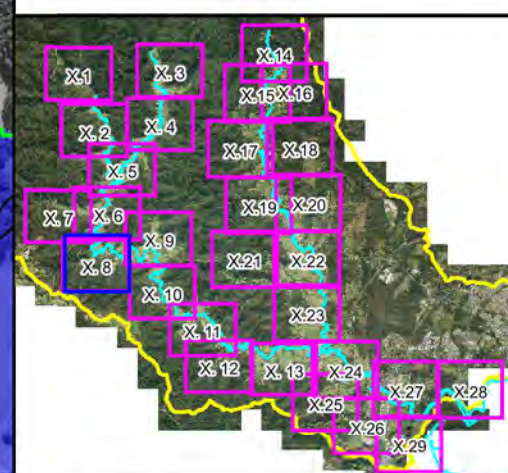 X.14
X.1
X. 3
X.15
X.16
X. 2
X. 4
X.17
X.18
X. 5
X. 7
X. 6
X.19
X.20
X. 9
X. 8
X.21
X.22
X. 10
X. 11
X.23
X. 12
X. 13
X.24
X.27
X.28
X.25
X.26
X.29